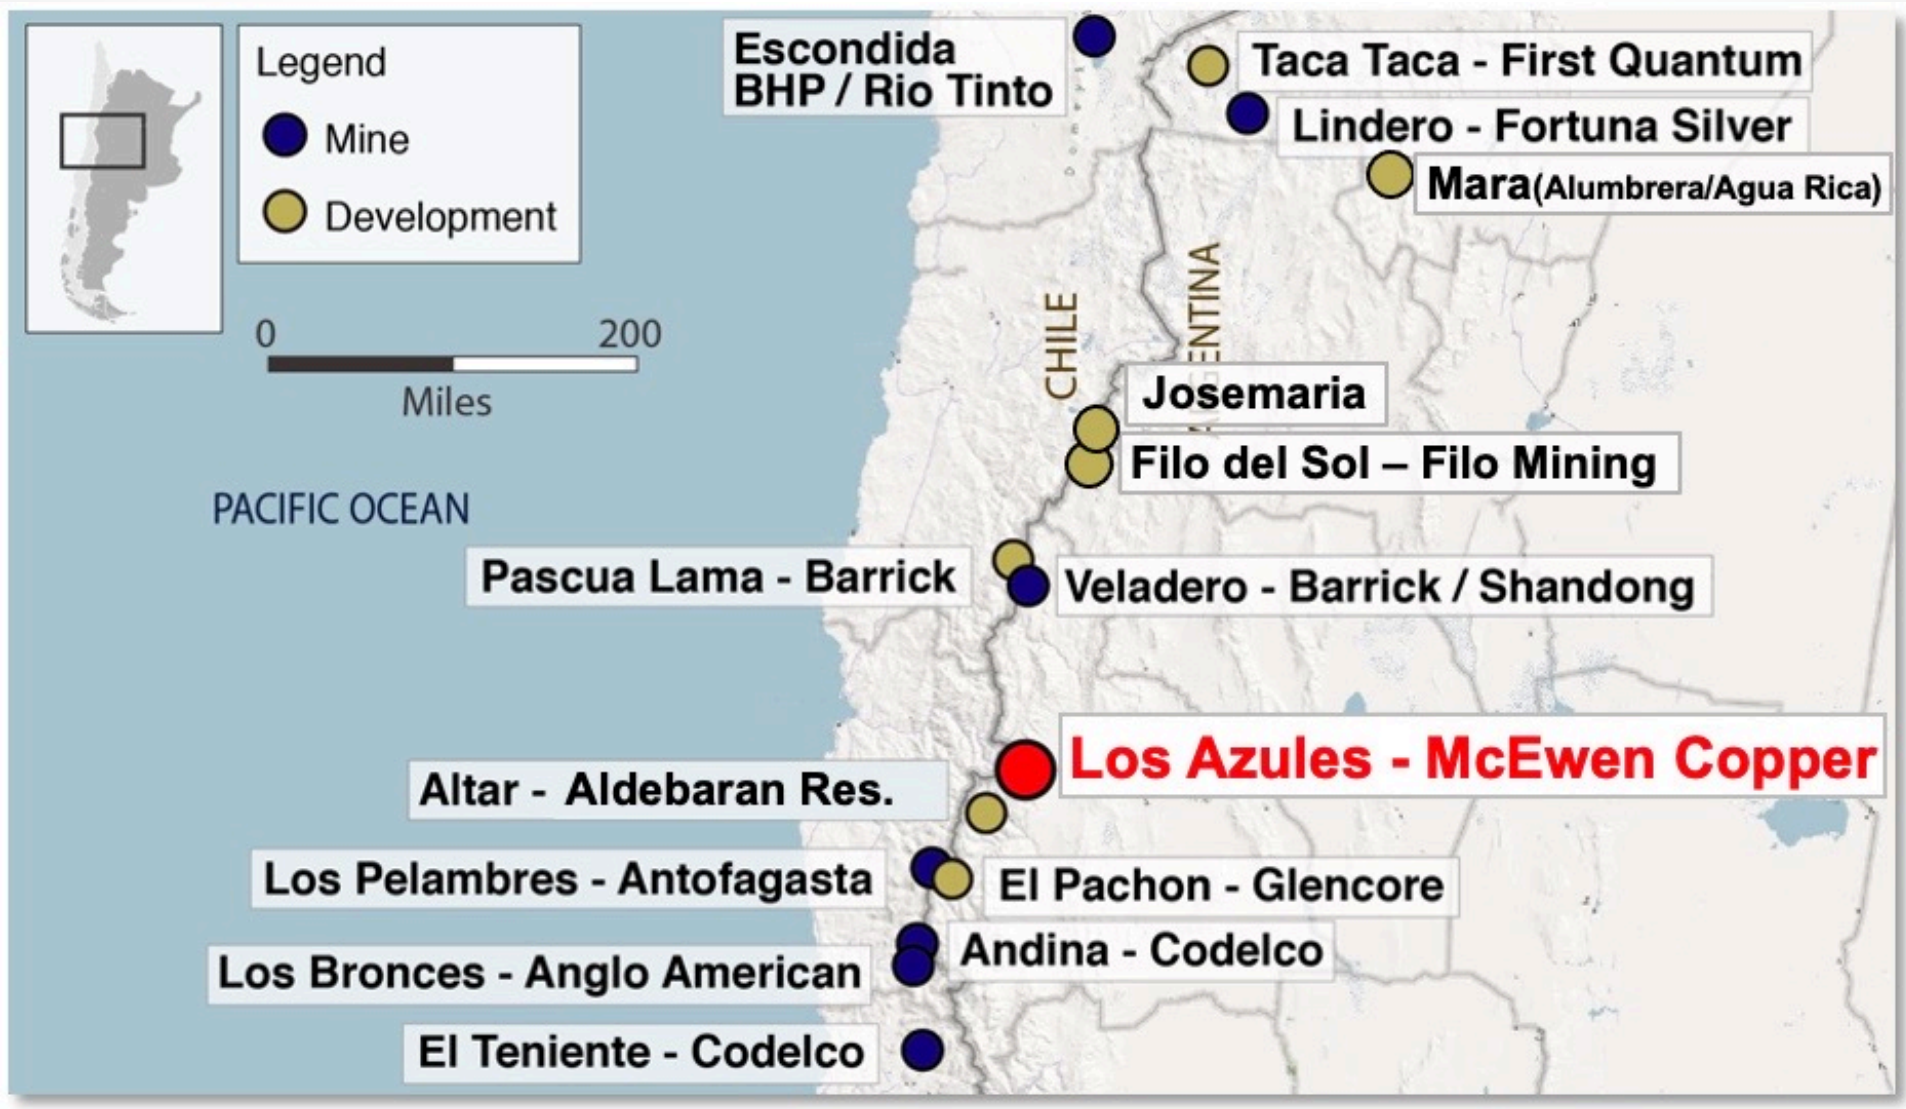 Legend
Mine
Development
0 200
Miles
PACIFIC OCEAN
CHILE
ARGENTINA
Escondida
BHP / Rio Tinto
Taca Taca - First Quantum
Lindero - Fortuna Silver
Mara(Alumbrera/Agua Rica)
Josemaria
Filo del Sol – Filo Mining
Pascua Lama - Barrick
Veladero - Barrick / Shandong
Los Azules - McEwen Copper
Altar - Aldebaran Res.
Los Pelambres - Antofagasta
El Pachon - Glencore
Andina - Codelco
Los Bronces - Anglo American
El Teniente - Codelco